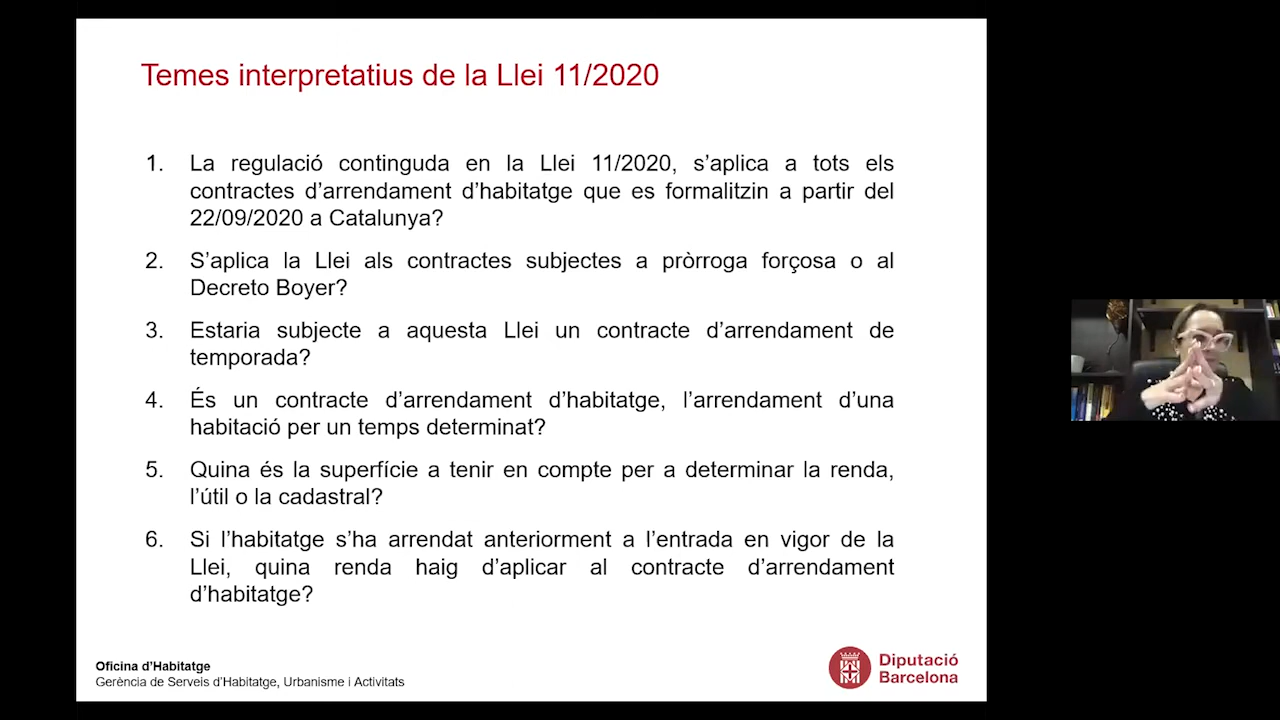 Temes interpretatius de la Llei 11/2020
1. La regulació continguda en la Llei 11/2020, s’aplica a tots els
contractes d’arrendament d’habitatge que es formalitzin a partir del
22/09/2020 a Catalunya?
2. S’aplica la Llei als contractes subjectes a pròrroga forçosa o al
Decreto Boyer?
3. Estaria subjecte a aquesta Llei un contracte d’arrendament de
temporada?
4. És un contracte d’arrendament d’habitatge, l’arrendament d’una
habitació per un temps determinat?
5. Quina és la superfície a tenir en compte per a determinar la renda,
l’útil o la cadastral?
6. Si l’habitatge s’ha arrendat anteriorment a l’entrada en vigor de la
Llei, quina renda haig d’aplicar al contracte d’arrendament
d’habitatge?
Oficina d’Habitatge
Gerència de Serveis d’Habitatge, Urbanisme i Activitats
Diputació
Barcelona